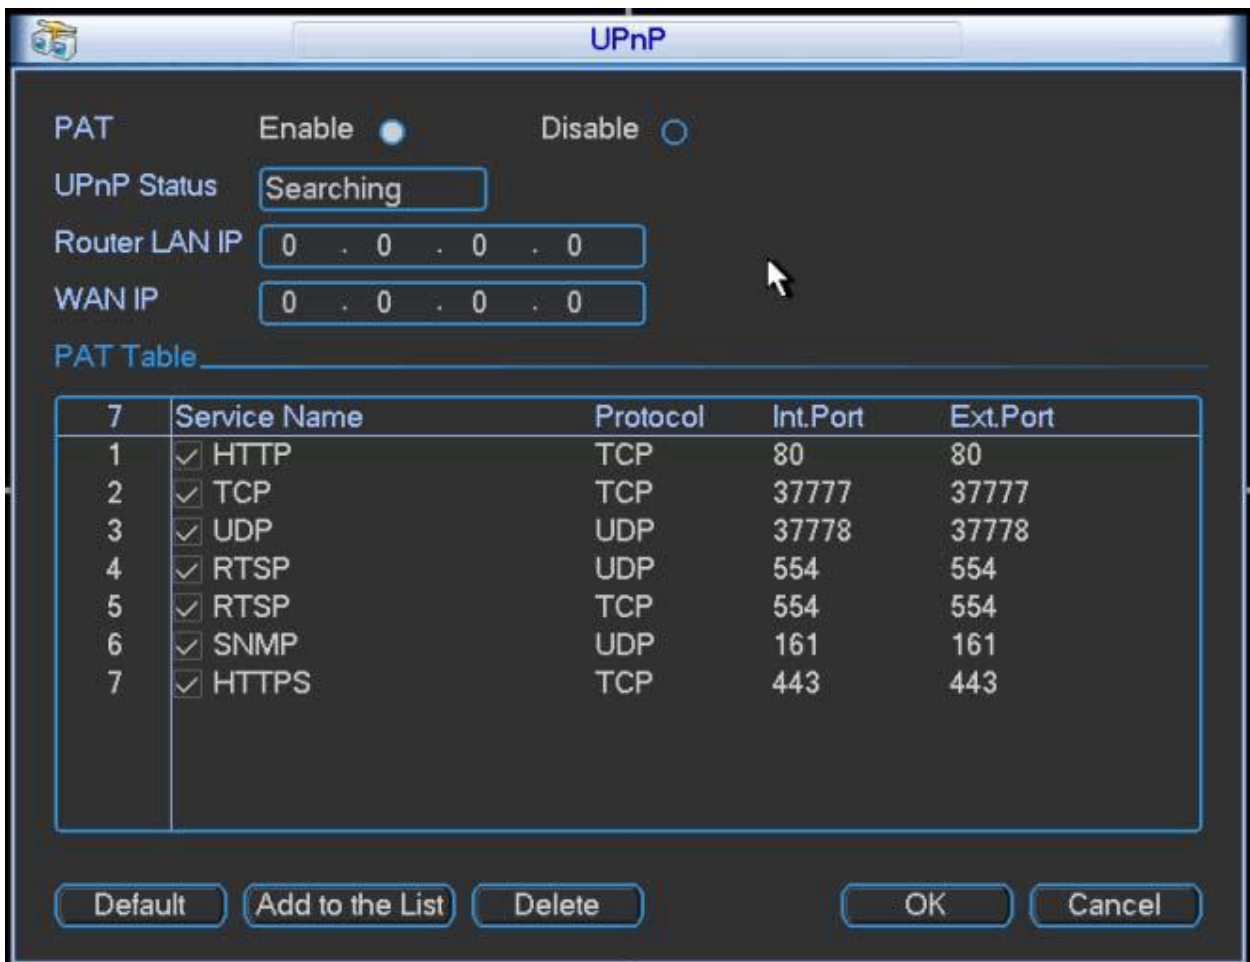 UPnP
PAT Enable Disable
UPnP Status Searching
Router LAN IP 0 . 0 . 0 . 0
WAN IP 0 . 0 . 0 . 0
PAT Table
7 Service Name Protocol Int.Port Ext.Port
1 HTTP TCP 80 80
2 TCP TCP 37777 37777
3 UDP UDP 37778 37778
4 RTSP UDP 554 554
5 RTSP TCP 554 554
6 SNMP UDP 161 161
7 HTTPS TCP 443 443
Default Add to the List Delete OK Cancel